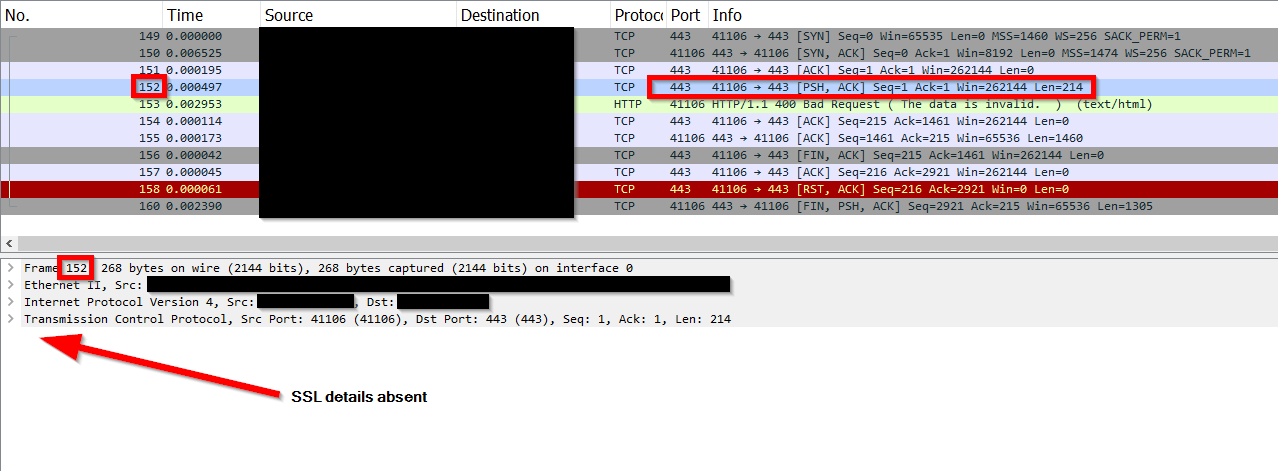 No. Time Source Destination Protoc Port Info
149 0.000000 TCP 443 41106 → 443 [SYN] Seq=0 Win=65535 Len=0 MSS=1460 WS=256 SACK_PERM=1
150 0.006525 TCP 41106 443 → 41106 [SYN, ACK] Seq=0 Ack=1 Win=8192 Len=0 MSS=1474 WS=256 SACK_PERM=1
151 0.000195 TCP 443 41106 → 443 [ACK] Seq=1 Ack=1 Win=262144 Len=0
152 0.000497 TCP 443 41106 → 443 [PSH, ACK] Seq=1 Ack=1 Win=262144 Len=214
153 0.002953 HTTP 41106 HTTP/1.1 400 Bad Request ( The data is invalid. ) (text/html)
154 0.000114 TCP 443 41106 → 443 [ACK] Seq=215 Ack=1461 Win=262144 Len=0
155 0.000173 TCP 41106 443 → 41106 [ACK] Seq=1461 Ack=215 Win=65536 Len=1460
156 0.000042 TCP 443 41106 → 443 [FIN, ACK] Seq=215 Ack=1461 Win=262144 Len=0
157 0.000045 TCP 443 41106 → 443 [ACK] Seq=216 Ack=2921 Win=262144 Len=0
158 0.000061 TCP 443 41106 → 443 [RST, ACK] Seq=216 Ack=2921 Win=0 Len=0
160 0.002390 TCP 41106 443 → 41106 [FIN, PSH, ACK] Seq=2921 Ack=215 Win=65536 Len=1305
Frame 152 268 bytes on wire (2144 bits), 268 bytes captured (2144 bits) on interface 0
Ethernet II, Src:
Internet Protocol Version 4, Src: , Dst:
Transmission Control Protocol, Src Port: 41106 (41106), Dst Port: 443 (443), Seq: 1, Ack: 1, Len: 214
SSL details absent